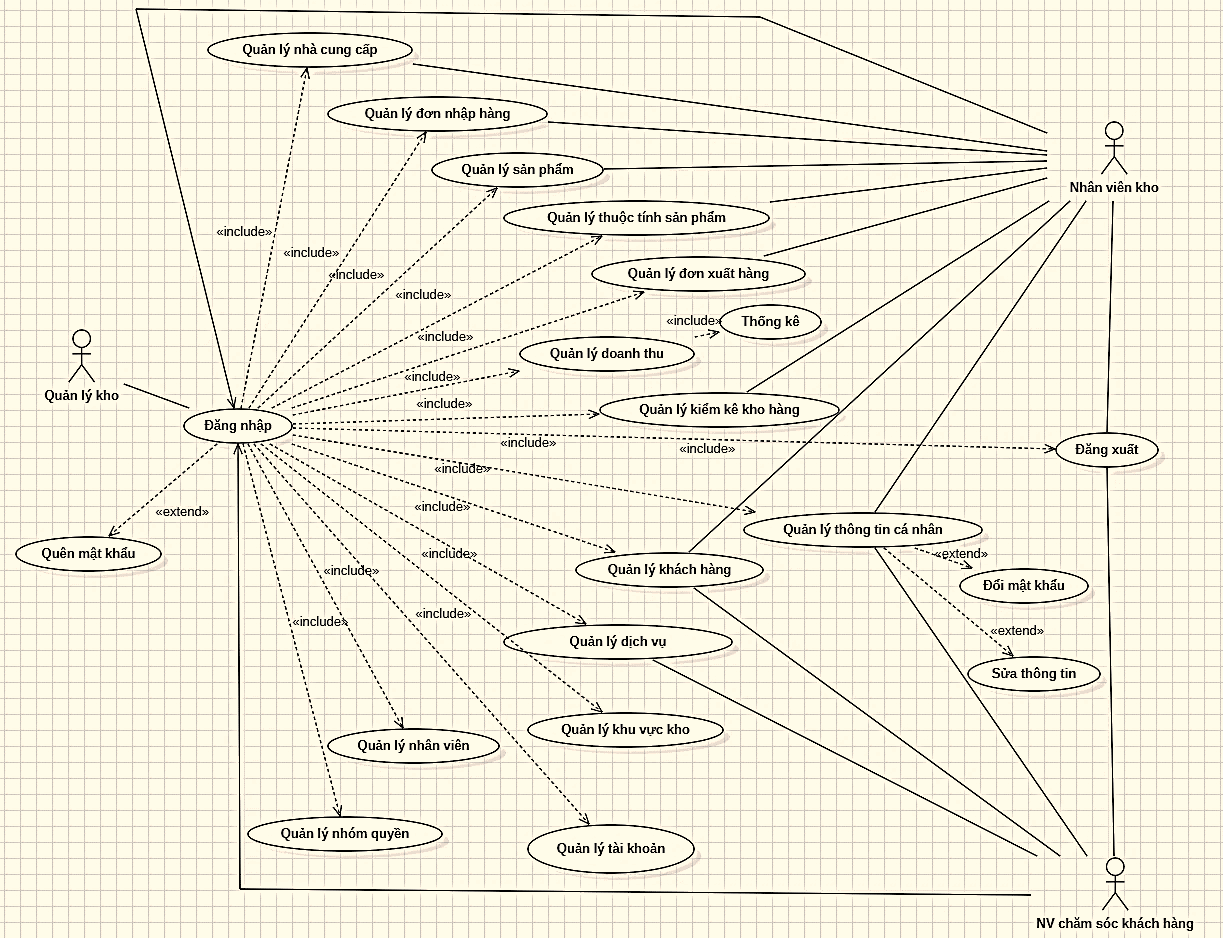 Quản lý nhà cung cấp
Quản lý đơn nhập hàng
Quản lý sản phẩm
Nhân viên kho
Quản lý thuộc tính sản phẩm
«include»
«include»
«include»
Quản lý đơn xuất hàng
«include»
«include»
Thống kê
«include»
Quản lý doanh thu
«include»
Quản lý kho
«include»
Quản lý kiểm kê kho hàng
Đăng nhập
«include»
«include»
Đăng xuất
«include»
«include»
«extend»
Quản lý thông tin cá nhân
Quên mật khẩu
«include»
«extend»
«include»
Quản lý khách hàng
Đổi mật khẩu
«include»
«include»
«extend»
Quản lý dịch vụ
Sửa thông tin
Quản lý khu vực kho
Quản lý nhân viên
Quản lý nhóm quyền
Quản lý tài khoản
NV chăm sóc khách hàng